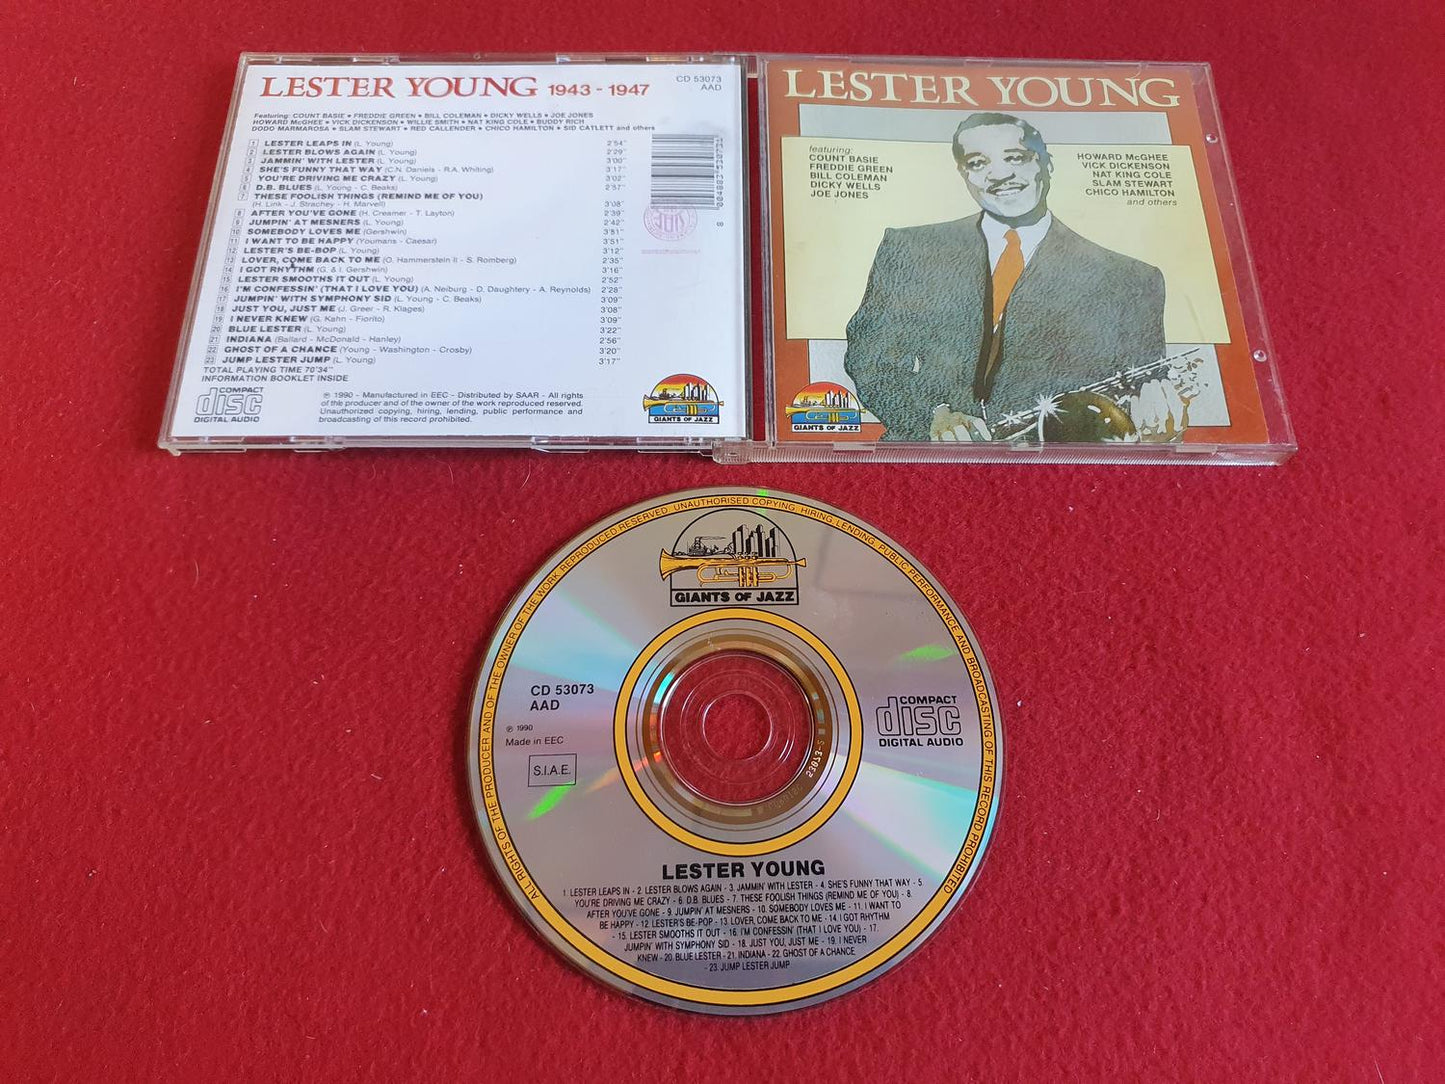 LESTER YOUNG 1943 - 1947
CD 53073
AAD
Featuring: COUNT BASIE • FREDDIE GREEN • BILL COLEMAN • DICKY WELLS • JOE JONES
HOWARD McGHEE • VICK DICKENSON • WILLIE SMITH • NAT KING COLE • BUDDY RICH
DODO MARMAROSA • SLAM STEWART • RED CALLENDER • CHICO HAMILTON • SID CATLETT and others
1 LESTER LEAPS IN (L. Young) 2'54"
2 LESTER BLOWS AGAIN (L. Young) 2'29"
3 JAMMIN' WITH LESTER (L. Young) 3'00"
4 SHE'S FUNNY THAT WAY (C.N. Daniels - R.A. Whiting) 3'17"
5 YOU'RE DRIVING ME CRAZY (L. Young) 3'02"
6 D.B. BLUES (L. Young - C. Beaks) 2'57"
7 THESE FOOLISH THINGS (REMIND ME OF YOU)
(H. Link - J. Strachey - H. Marvell) 3'08"
8 AFTER YOU'VE GONE (H. Creamer - T. Layton) 2'39"
9 JUMPIN' AT MESNERS (L. Young) 2'42"
10 SOMEBODY LOVES ME (Gershwin) 3'51"
11 I WANT TO BE HAPPY (Youmans - Caesar) 3'51"
12 LESTER'S BE-BOP (L. Young) 3'12"
13 LOVER, COME BACK TO ME (O. Hammerstein II - S. Romberg) 2'35"
14 I GOT RHYTHM (G. & I. Gershwin) 3'16"
15 LESTER SMOOTHS IT OUT (L. Young) 2'52"
16 I'M CONFESSIN' (THAT I LOVE YOU) (A. Neiburg - D. Daughtery - A. Reynolds) 2'28"
17 JUMPIN' WITH SYMPHONY SID (L. Young - C. Beaks) 3'09"
18 JUST YOU, JUST ME (J. Greer - R. Klages) 3'08"
19 I NEVER KNEW (G. Kahn - Fiorito) 3'09"
20 BLUE LESTER (L. Young) 3'22"
21 INDIANA (Ballard - McDonald - Hanley) 2'56"
22 GHOST OF A CHANCE (Young - Washington - Crosby) 3'20"
23 JUMP LESTER JUMP (L. Young) 3'17"
TOTAL PLAYING TIME 70'34"
INFORMATION BOOKLET INSIDE
COMPACT
disc
DIGITAL AUDIO
℗ 1990 - Manufactured in EEC - Distributed by SAAR - All rights
of the producer and of the owner of the work reproduced reserved.
Unauthorized copying, hiring, lending, public performance and
broadcasting of this record prohibited.
GIANTS OF JAZZ
8 004883 530731
LESTER YOUNG
featuring:
COUNT BASIE
FREDDIE GREEN
BILL COLEMAN
DICKY WELLS
JOE JONES
HOWARD McGHEE
VICK DICKENSON
NAT KING COLE
SLAM STEWART
CHICO HAMILTON
and others
GIANTS OF JAZZ
ALL RIGHTS OF THE PRODUCER AND OF THE OWNER OF THE WORK REPRODUCED RESERVED. UNAUTHORISED COPYING, HIRING, LENDING, PUBLIC PERFORMANCE AND BROADCASTING OF THIS RECORD PROHIBITED
GIANTS OF JAZZ
CD 53073
AAD
℗ 1990
Made in EEC
S.I.A.E.
COMPACT
disc
DIGITAL AUDIO
LESTER YOUNG
1 LESTER LEAPS IN - 2. LESTER BLOWS AGAIN - 3. JAMMIN' WITH LESTER - 4. SHE'S FUNNY THAT WAY - 5.
YOU'RE DRIVING ME CRAZY - 6. D.B. BLUES - 7. THESE FOOLISH THINGS (REMIND ME OF YOU) - 8.
AFTER YOU'VE GONE - 9. JUMPIN' AT MESNERS - 10. SOMEBODY LOVES ME - 11. I WANT TO
BE HAPPY - 12 LESTER'S BE-POP - 13. LOVER, COME BACK TO ME - 14. I GOT RHYTHM
- 15. LESTER SMOOTHS IT OUT - 16. I'M CONFESSIN' (THAT I LOVE YOU) - 17.
JUMPIN' WITH SYMPHONY SID - 18. JUST YOU, JUST ME - 19. I NEVER
KNEW - 20. BLUE LESTER - 21. INDIANA - 22. GHOST OF A CHANCE
- 23. JUMP LESTER JUMP